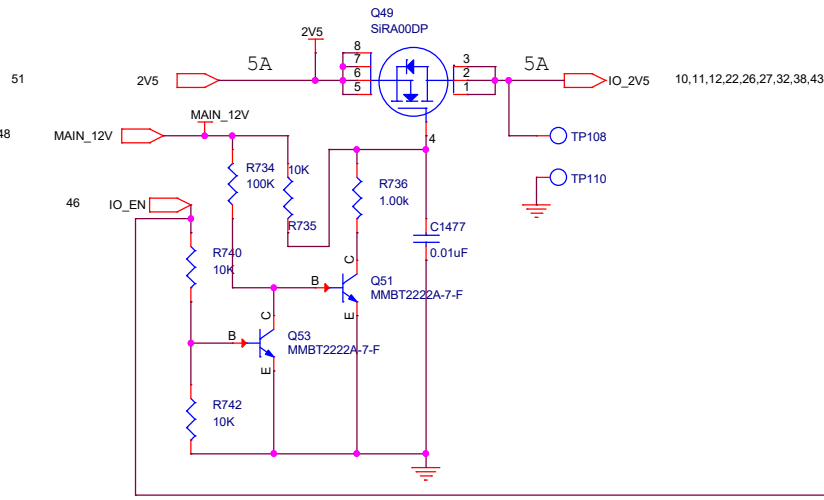 Q49
SiRA00DP
2V5
8
7
6
5
3
2
1
4
5A
5A
51
2V5
IO_2V5
10,11,12,22,26,27,32,38,43
MAIN_12V
48
MAIN_12V
TP108
TP110
R734
100K
10K
R735
R736
1.00k
46
IO_EN
C1477
0.01uF
R740
10K
C
B
E
Q51
MMBT2222A-7-F
C
B
E
Q53
MMBT2222A-7-F
R742
10K